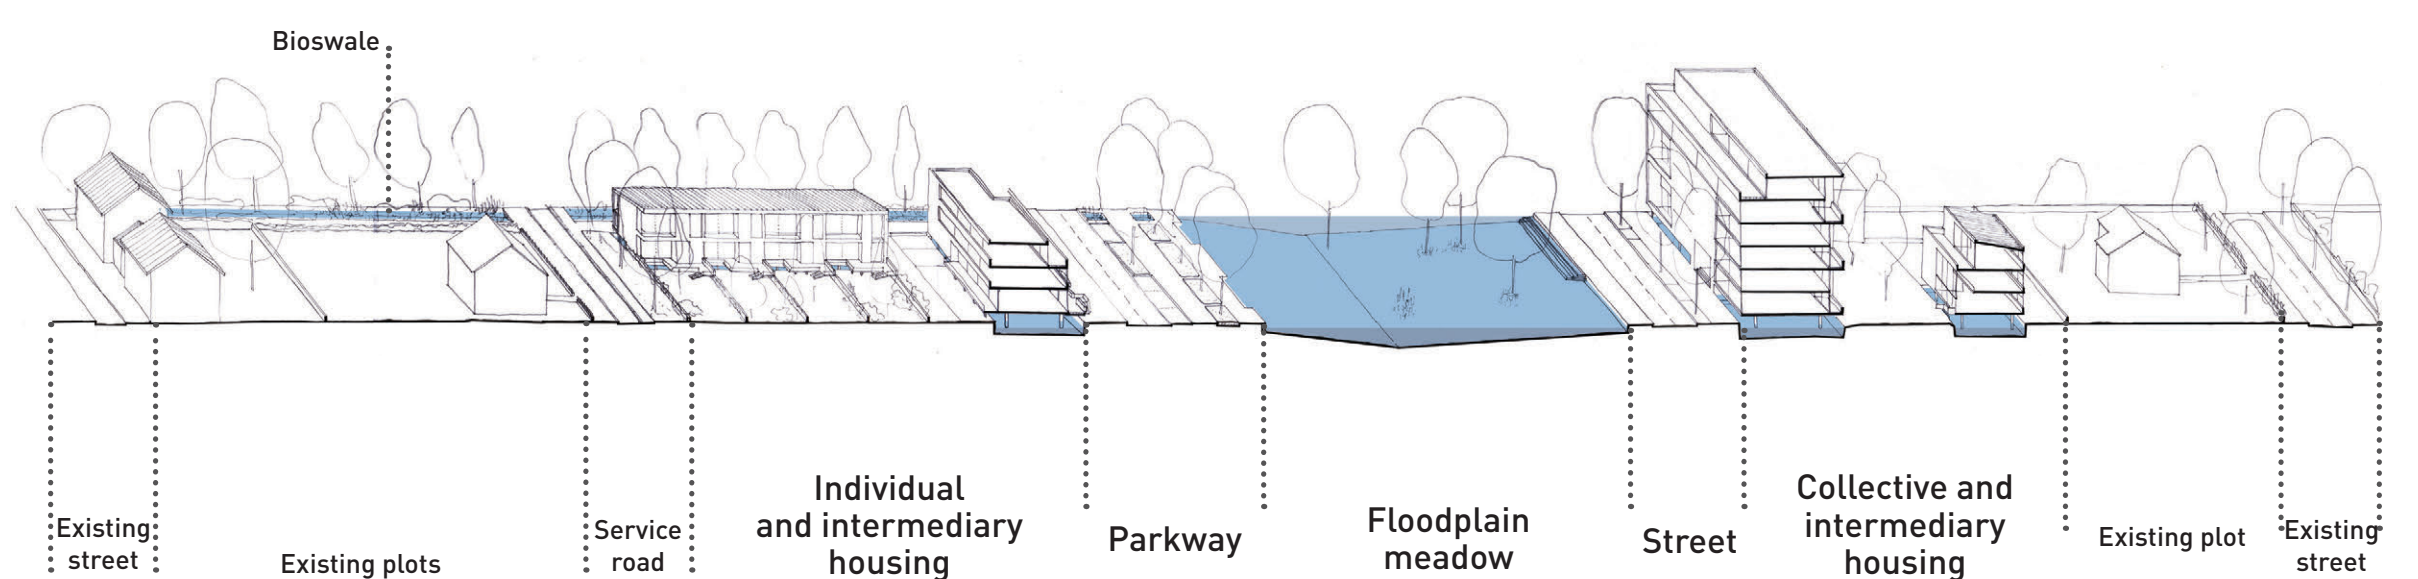 Bioswale
Existing
street
Existing plots
Service
road
Individual
and intermediary
housing
Parkway
Floodplain
meadow
Street
Collective and
intermediary
housing
Existing plot
Existing
street